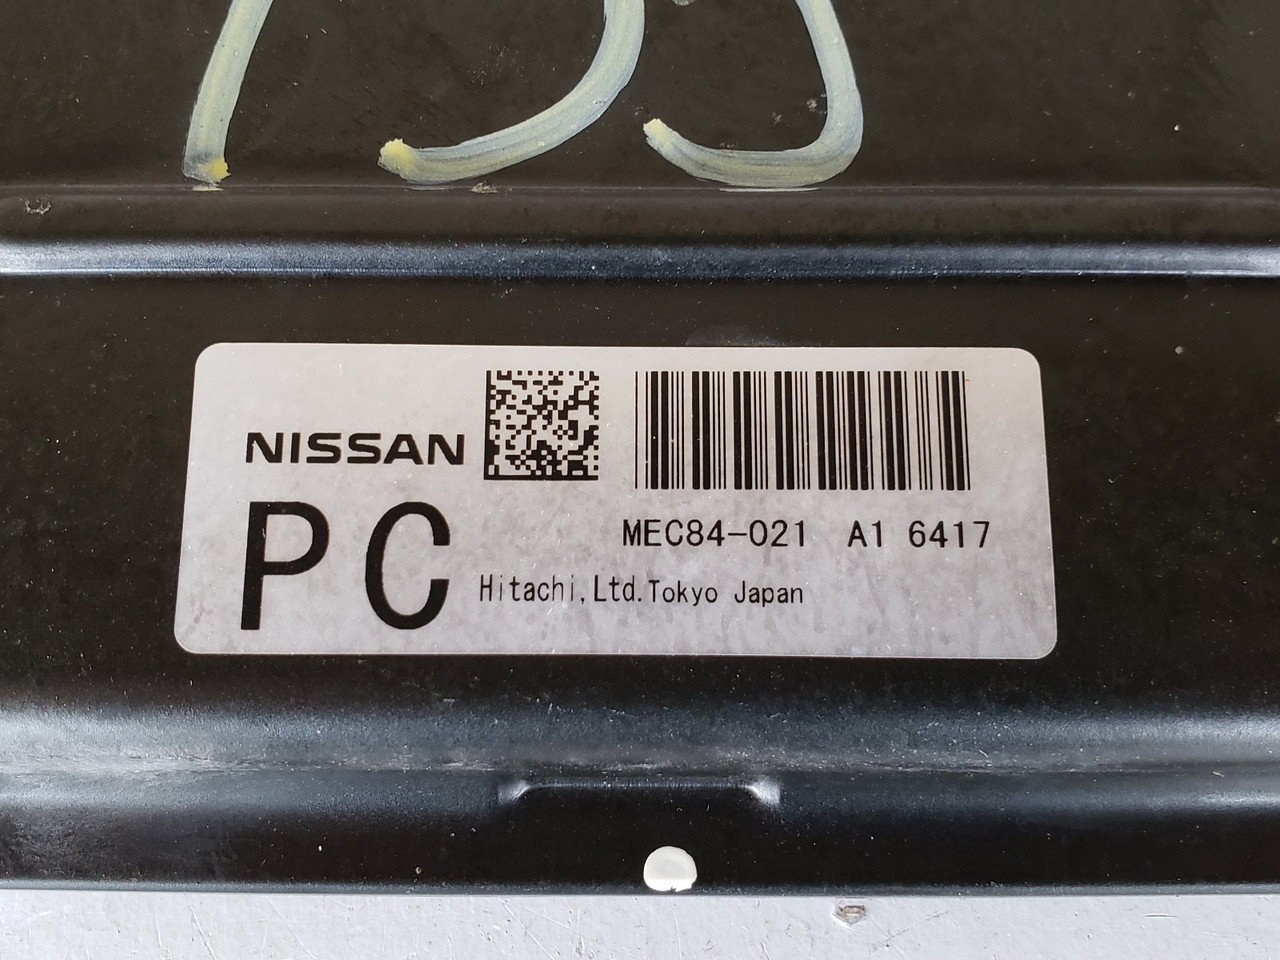 NISSAN
PC
MEC84-021 A1 6417
Hitachi,Ltd.Tokyo Japan